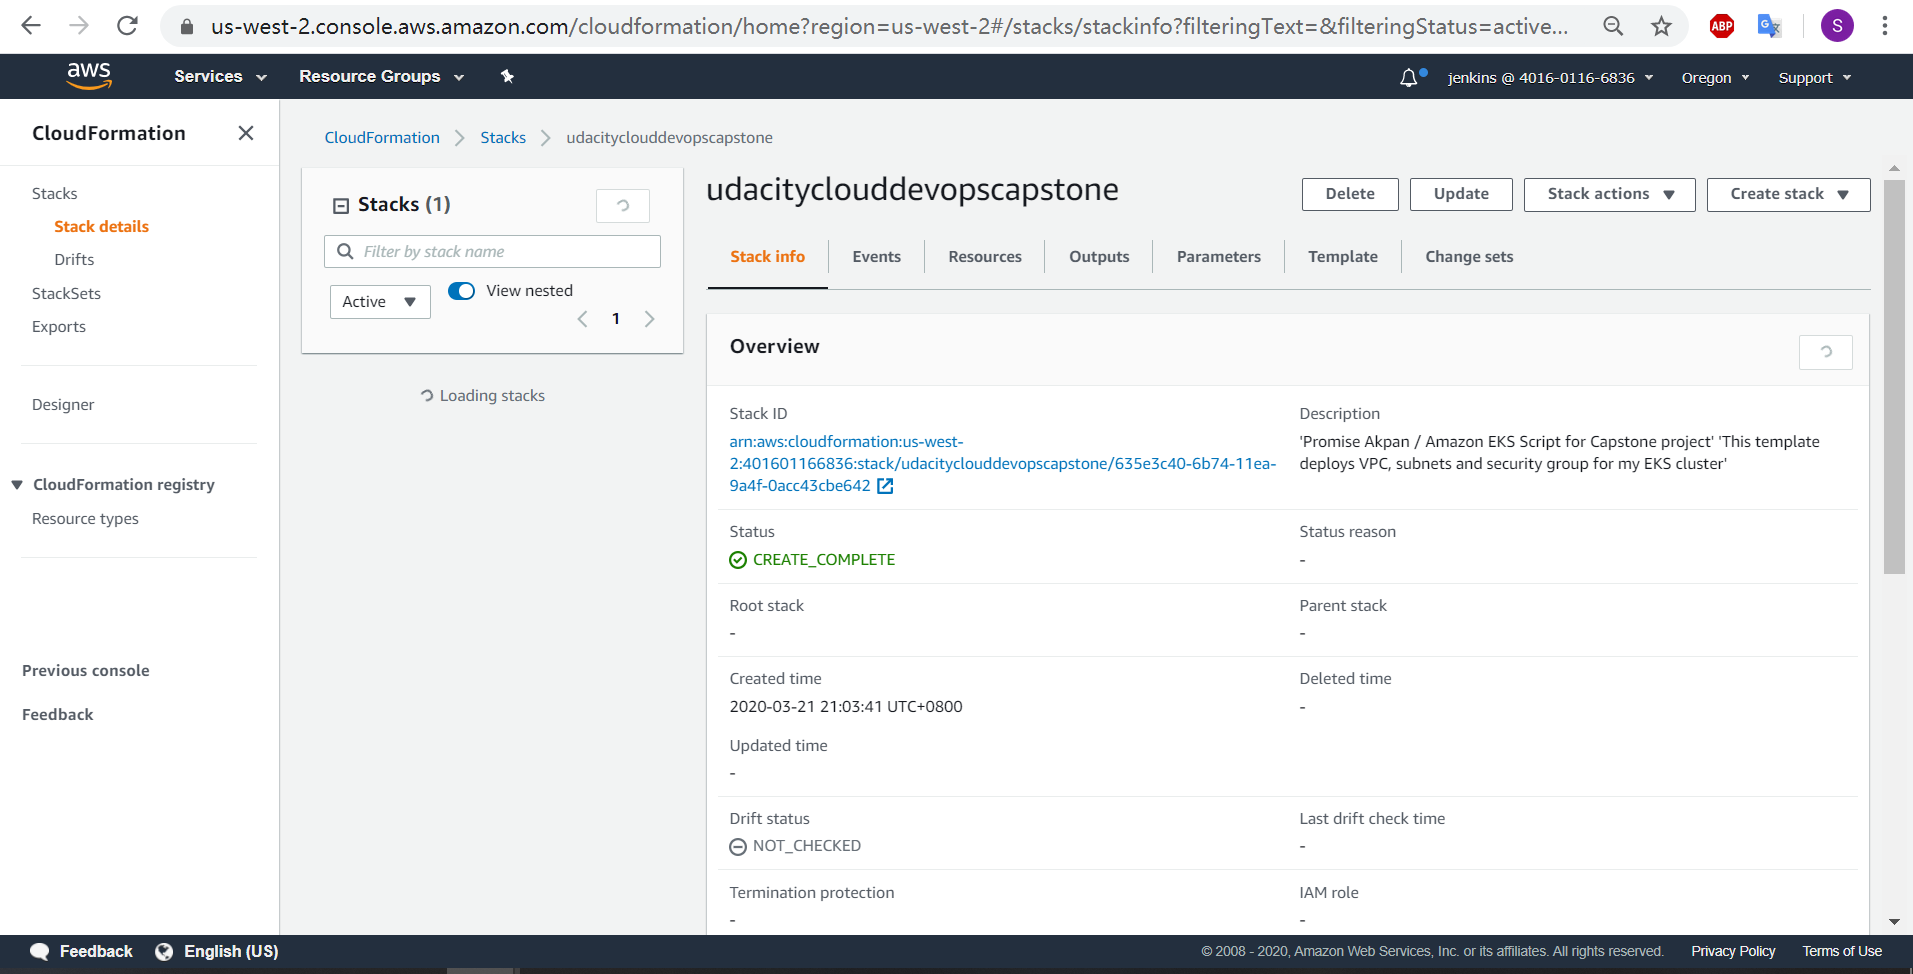 us-west-2.console.aws.amazon.com/cloudformation/home?region=us-west-2#/stacks/stackinfo?filteringText=&filteringStatus=active...
ABP
S
aws
Services
Resource Groups
jenkins @ 4016-0116-6836
Oregon
Support
CloudFormation
Stacks
Stack details
Drifts
StackSets
Exports
Designer
CloudFormation registry
Resource types
Previous console
Feedback
CloudFormation
Stacks
udacityclouddevopscapstone
Stacks (1)
Filter by stack name
Active
View nested
1
Loading stacks
udacityclouddevopscapstone
Delete
Update
Stack actions
Create stack
Stack info
Events
Resources
Outputs
Parameters
Template
Change sets
Overview
Stack ID
arn:aws:cloudformation:us-west-
2:401601166836:stack/udacityclouddevopscapstone/635e3c40-6b74-11ea-
9a4f-0acc43cbe642
Description
'Promise Akpan / Amazon EKS Script for Capstone project' 'This template
deploys VPC, subnets and security group for my EKS cluster'
Status
CREATE_COMPLETE
Status reason
-
Root stack
-
Parent stack
-
Created time
2020-03-21 21:03:41 UTC+0800
Deleted time
-
Updated time
-
Drift status
NOT_CHECKED
Last drift check time
-
Termination protection
-
IAM role
-
Feedback
English (US)
© 2008 - 2020, Amazon Web Services, Inc. or its affiliates. All rights reserved.
Privacy Policy
Terms of Use